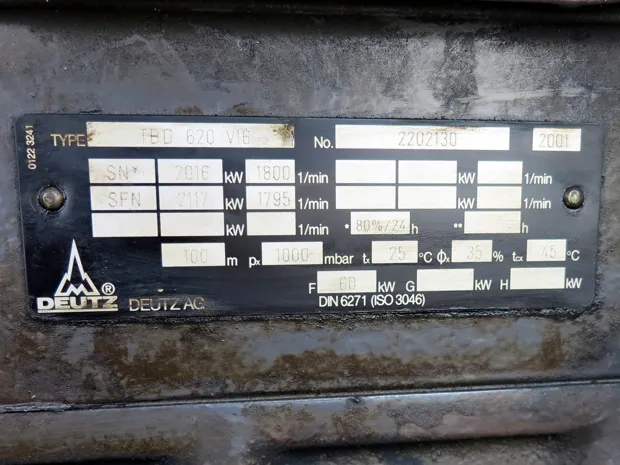 0122 3241
TYPE TBD 620 V16 No. 2202130 2001
SN* 2016 kW 1800 1/min kW 1/min
SFN 2117 kW 1795 1/min kW 1/min
kW 1/min * 80%/24 h ** h
100 m px 1000 mbar tx 25 °C ϕx 35 % tcx 45 °C
F 60 kW G kW H kW
DEUTZ ® DEUTZ AG DIN 6271 (ISO 3046)